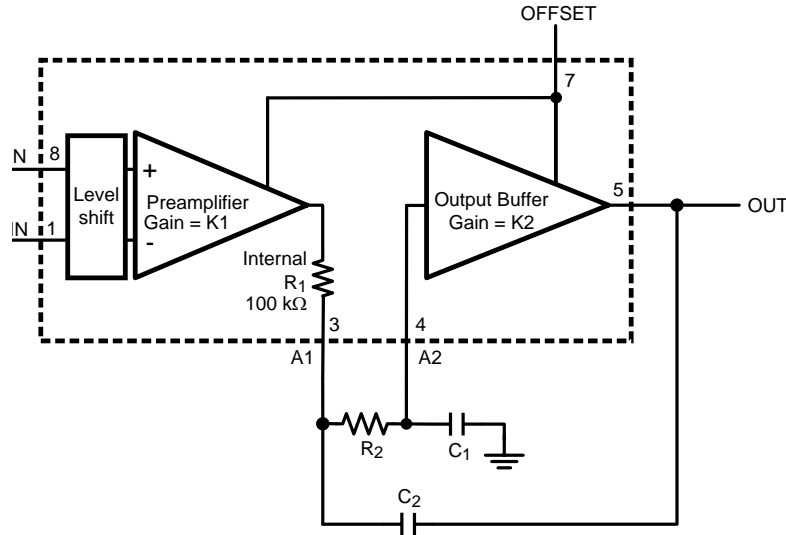 OFFSET
7
N
8
Level
shift
+
Preamplifier
Gain = K1
-
IN
1
Output Buffer
Gain = K2
5
OUT
Internal
R1
100 kΩ
3
4
A1
A2
R2
C1
C2